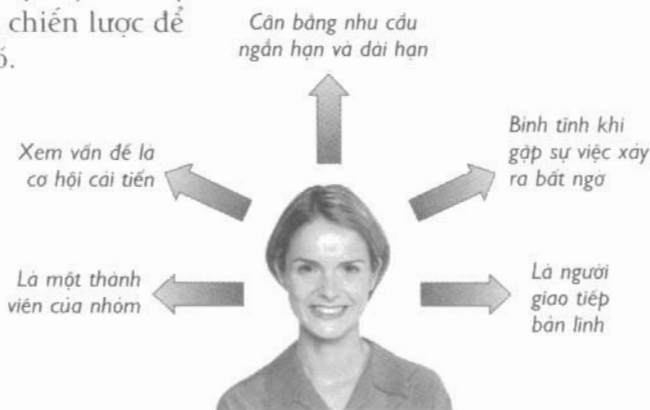 chiến lược để
Cân bằng nhu cầu
ngắn hạn và dài hạn
Xem vấn đề là
cơ hội cải tiến
Bình tĩnh khi
gặp sự việc xảy
ra bất ngờ
Là một thành
viên của nhóm
Là người
giao tiếp
bản lĩnh